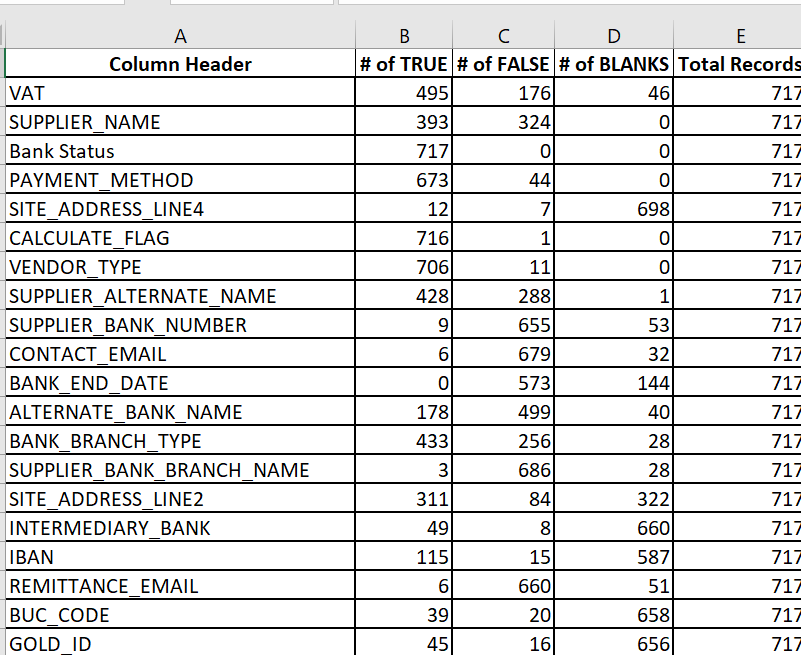 A B C D E
Column Header # of TRUE # of FALSE # of BLANKS Total Records
VAT 495 176 46 717
SUPPLIER_NAME 393 324 0 717
Bank Status 717 0 0 717
PAYMENT_METHOD 673 44 0 717
SITE_ADDRESS_LINE4 12 7 698 717
CALCULATE_FLAG 716 1 0 717
VENDOR_TYPE 706 11 0 717
SUPPLIER_ALTERNATE_NAME 428 288 1 717
SUPPLIER_BANK_NUMBER 9 655 53 717
CONTACT_EMAIL 6 679 32 717
BANK_END_DATE 0 573 144 717
ALTERNATE_BANK_NAME 178 499 40 717
BANK_BRANCH_TYPE 433 256 28 717
SUPPLIER_BANK_BRANCH_NAME 3 686 28 717
SITE_ADDRESS_LINE2 311 84 322 717
INTERMEDIARY_BANK 49 8 660 717
IBAN 115 15 587 717
REMITTANCE_EMAIL 6 660 51 717
BUC_CODE 39 20 658 717
GOLD_ID 45 16 656 717